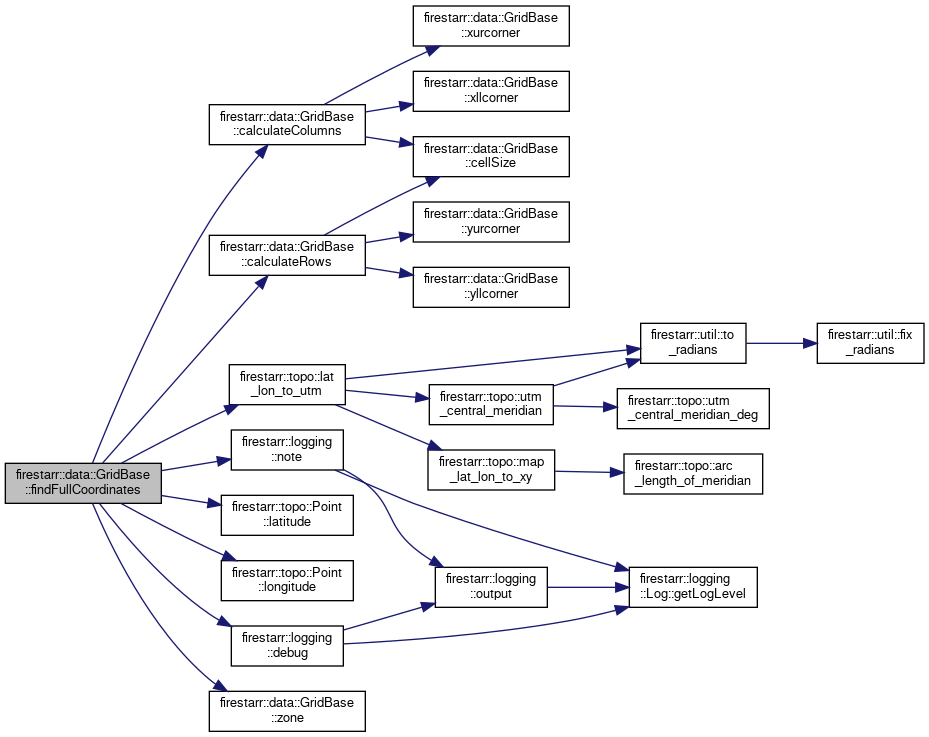 firestarr::data::GridBase
::findFullCoordinates
firestarr::data::GridBase
::calculateColumns
firestarr::data::GridBase
::xurcorner
firestarr::data::GridBase
::xllcorner
firestarr::data::GridBase
::cellSize
firestarr::data::GridBase
::calculateRows
firestarr::data::GridBase
::yurcorner
firestarr::data::GridBase
::yllcorner
firestarr::topo::lat
_lon_to_utm
firestarr::util::to
_radians
firestarr::util::fix
_radians
firestarr::topo::utm
_central_meridian
firestarr::topo::utm
_central_meridian_deg
firestarr::topo::map
_lat_lon_to_xy
firestarr::topo::arc
_length_of_meridian
firestarr::logging
::note
firestarr::topo::Point
::latitude
firestarr::topo::Point
::longitude
firestarr::logging
::output
firestarr::logging
::Log::getLogLevel
firestarr::logging
::debug
firestarr::data::GridBase
::zone